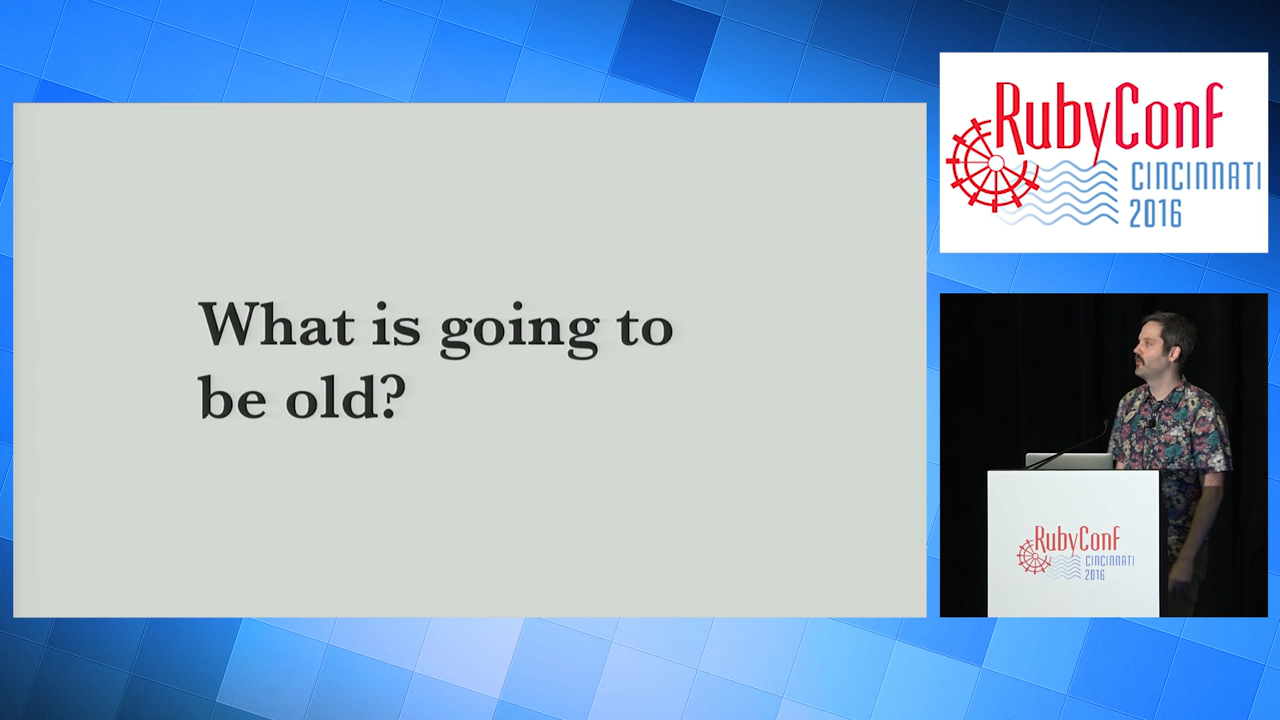 What is going to
be old?
RubyConf
CINCINNATI
2016
RubyConf
CINCINNATI
2016